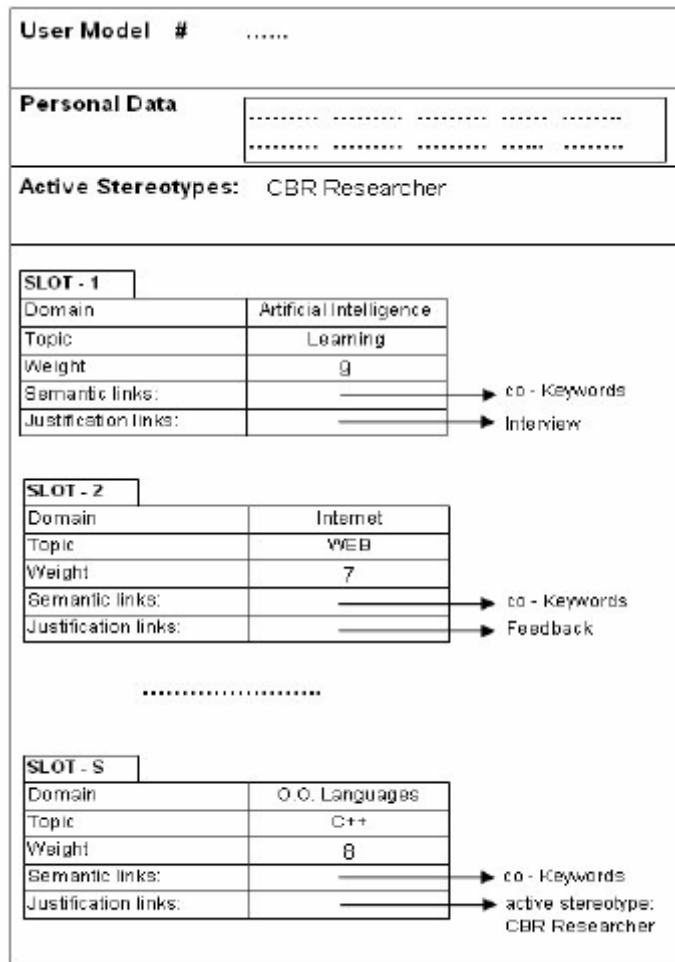 User Model # ......
Personal Data
......... ......... ......... ...... ........
......... ......... ......... ...... ........
Active Stereotypes: CBR Researcher
SLOT - 1
Domain Artificial Intelligence
Topic Learning
Weight 9
Semantic links: co - Keywords
Justification links: Interview
SLOT - 2
Domain Internet
Topic WEB
Weight 7
Semantic links: co - Keywords
Justification links: Feedback
.......................
SLOT - S
Domain O.O. Languages
Topic C++
Weight 8
Semantic links: co - Keywords
Justification links: active stereotype:
CBR Researcher